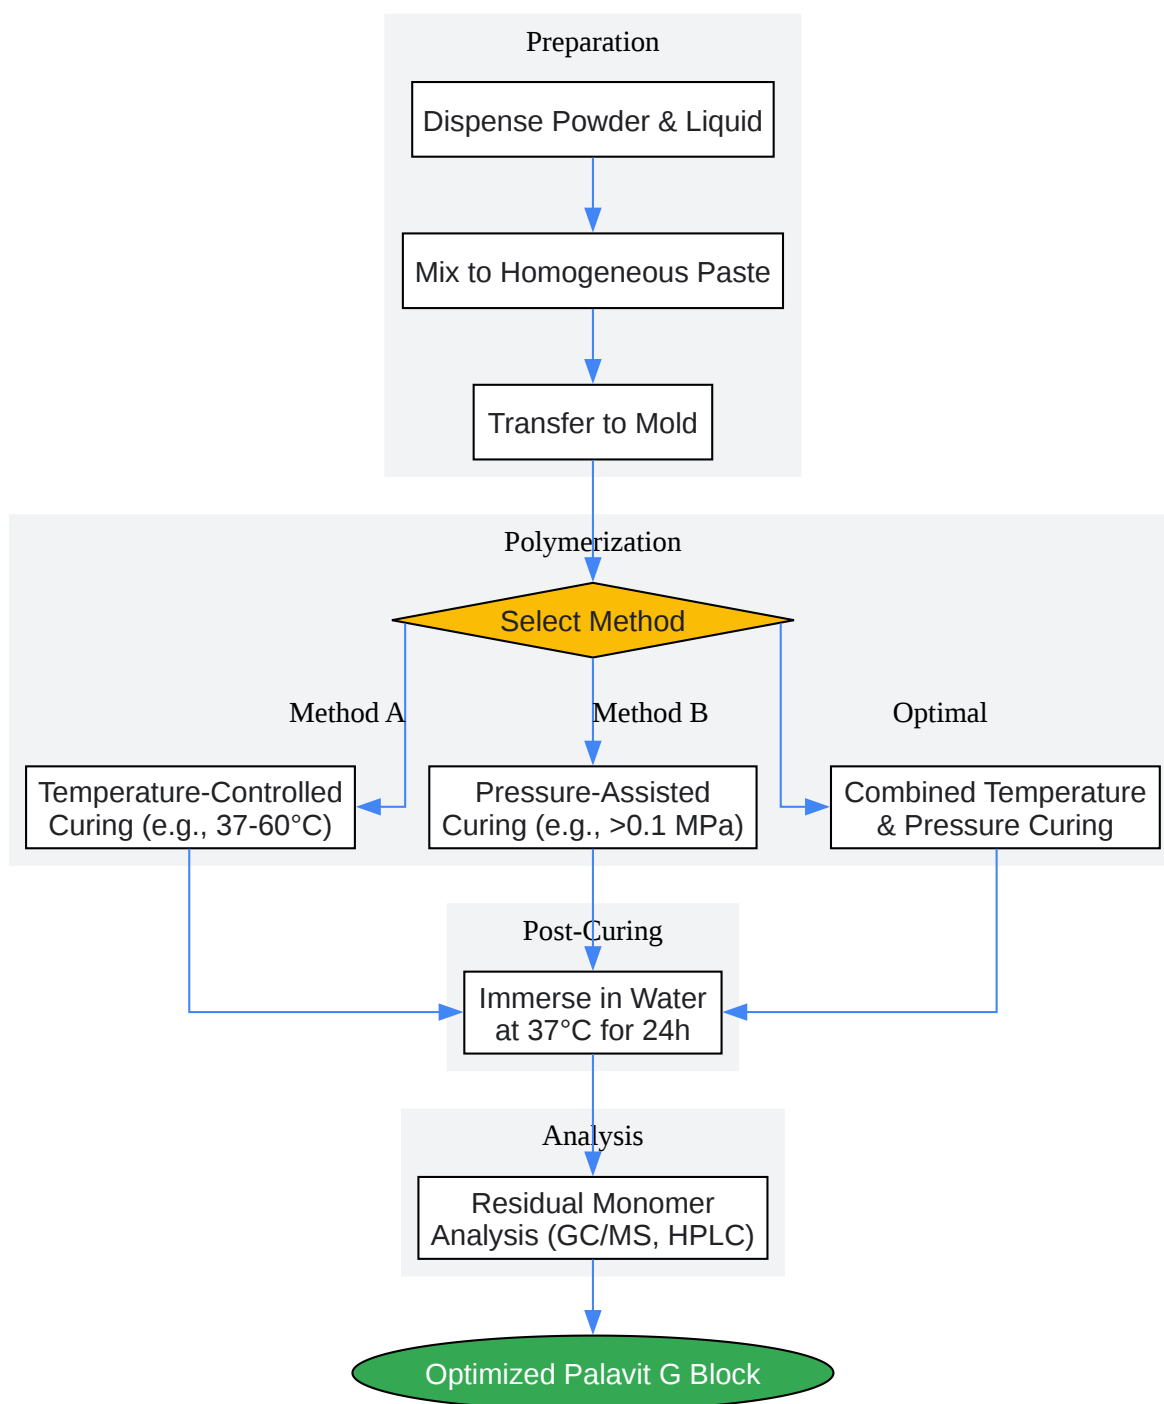 Preparation
Dispense Powder & Liquid
Mix to Homogeneous Paste
Transfer to Mold
Polymerization
Select Method
Method A
Method B
Optimal
Temperature-Controlled
Curing (e.g., 37-60°C)
Pressure-Assisted
Curing (e.g., >0.1 MPa)
Combined Temperature
& Pressure Curing
Post-Curing
Immerse in Water
at 37°C for 24h
Analysis
Residual Monomer
Analysis (GC/MS, HPLC)
Optimized Palavit G Block